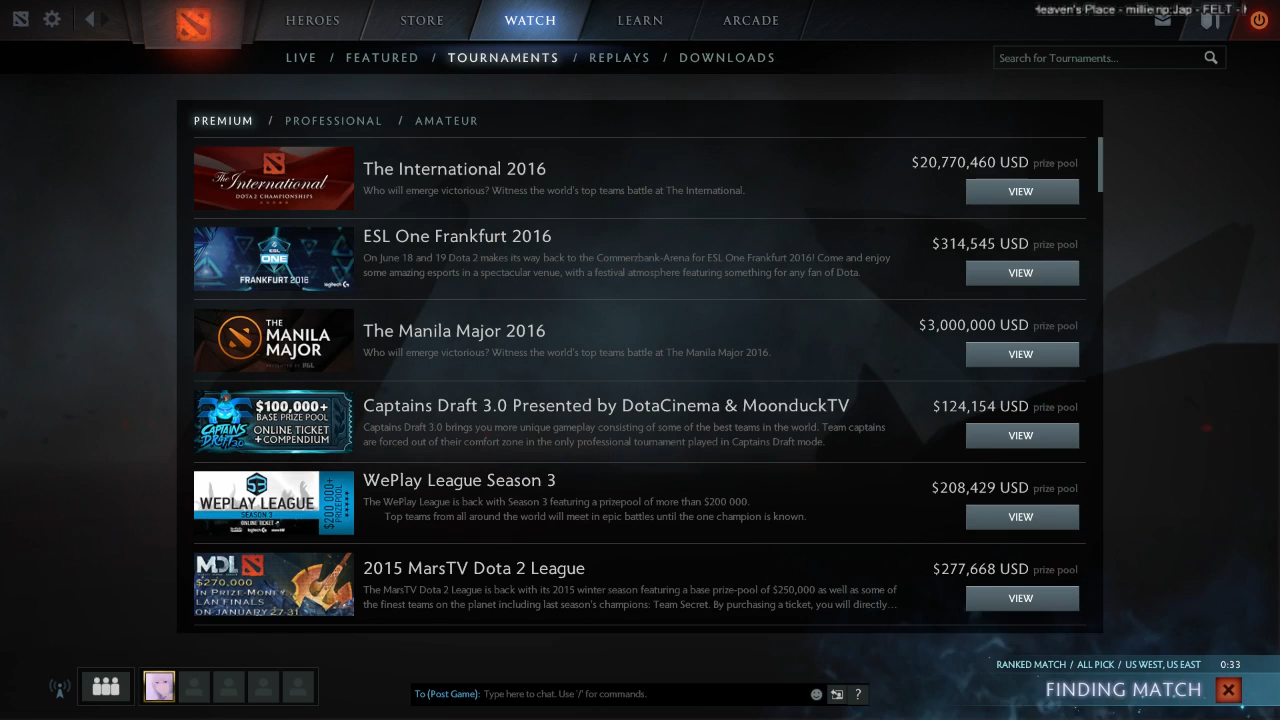 Heaven's Place - millie np:Jap - FELT -
HEROES
STORE
WATCH
LEARN
ARCADE
LIVE / FEATURED / TOURNAMENTS / REPLAYS / DOWNLOADS
Search for Tournaments...
PREMIUM / PROFESSIONAL / AMATEUR
The International
DOTA 2 CHAMPIONSHIPS
The International 2016
Who will emerge victorious? Witness the world's top teams battle at The International.
$20,770,460 USD prize pool
VIEW
ESL
ONE
FRANKFURT 2016
logitech G
ESL One Frankfurt 2016
On June 18 and 19 Dota 2 makes its way back to the Commerzbank-Arena for ESL One Frankfurt 2016! Come and enjoy
some amazing esports in a spectacular venue, with a festival atmosphere featuring something for any fan of Dota.
$314,545 USD prize pool
VIEW
THE
MANILA
MAJOR
PRESENTED BY PGL
The Manila Major 2016
Who will emerge victorious? Witness the world's top teams battle at The Manila Major 2016.
$3,000,000 USD prize pool
VIEW
CAPTAINS
DRAFT 3.0
$100,000+
BASE PRIZE POOL
ONLINE TICKET
+COMPENDIUM
Captains Draft 3.0 Presented by DotaCinema & MoonduckTV
Captains Draft 3.0 brings you more unique gameplay consisting of some of the best teams in the world. Team captains
are forced out of their comfort zone in the only professional tournament played in Captains Draft mode.
$124,154 USD prize pool
VIEW
WEPLAY LEAGUE
SEASON 3
ONLINE TICKET
logitech G
$200,000+
PRIZEPOOL
WePlay League Season 3
The WePlay League is back with Season 3 featuring a prizepool of more than $200 000.
Top teams from all around the world will meet in epic battles until the one champion is known.
$208,429 USD prize pool
VIEW
MDL
$270,000
IN PRIZE-MONEY
LAN FINALS
ON JANUARY 27-31
2015 MarsTV Dota 2 League
The MarsTV Dota 2 League is back with its 2015 winter season featuring a base prize-pool of $250,000 as well as some of
the finest teams on the planet including last season's champions: Team Secret. By purchasing a ticket, you will directly...
$277,668 USD prize pool
VIEW
To (Post Game): Type here to chat. Use '/' for commands.
?
RANKED MATCH / ALL PICK / US WEST, US EAST 0:33
FINDING MATCH